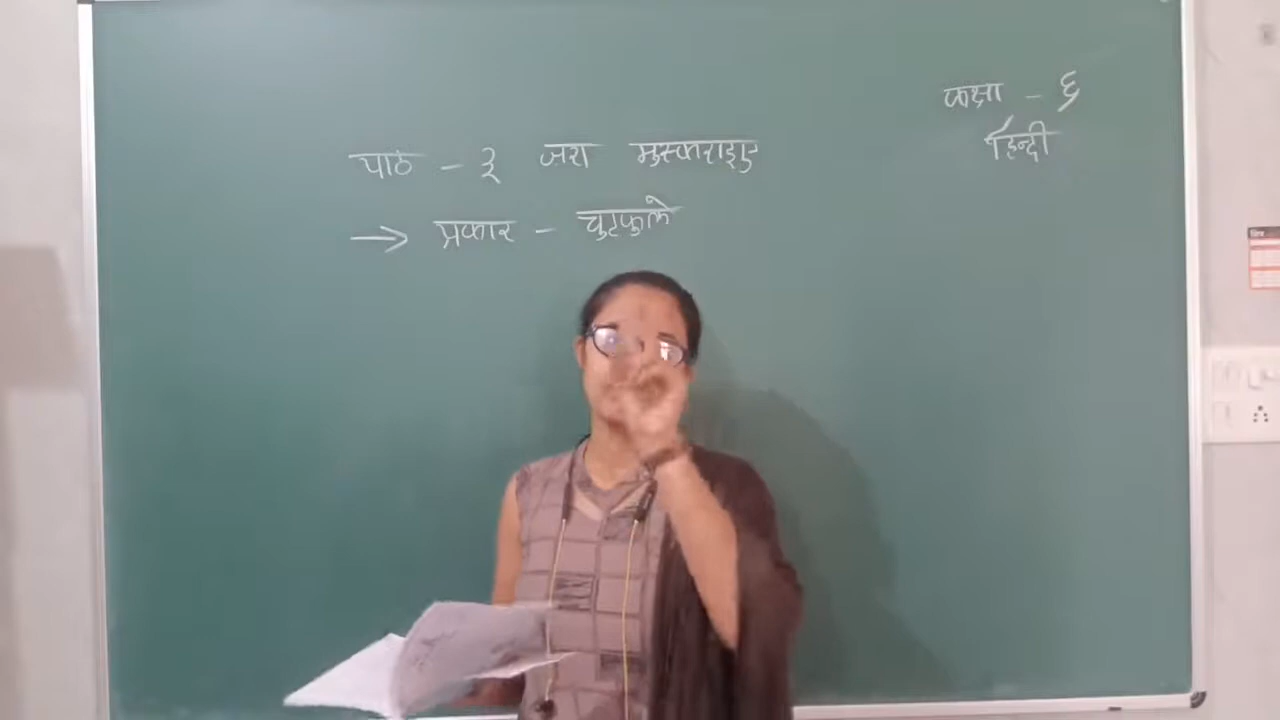 कक्षा - ६
हिन्दी
पाठ - ३ जरा मुस्कराइए
→ प्रकार - चुटकुले